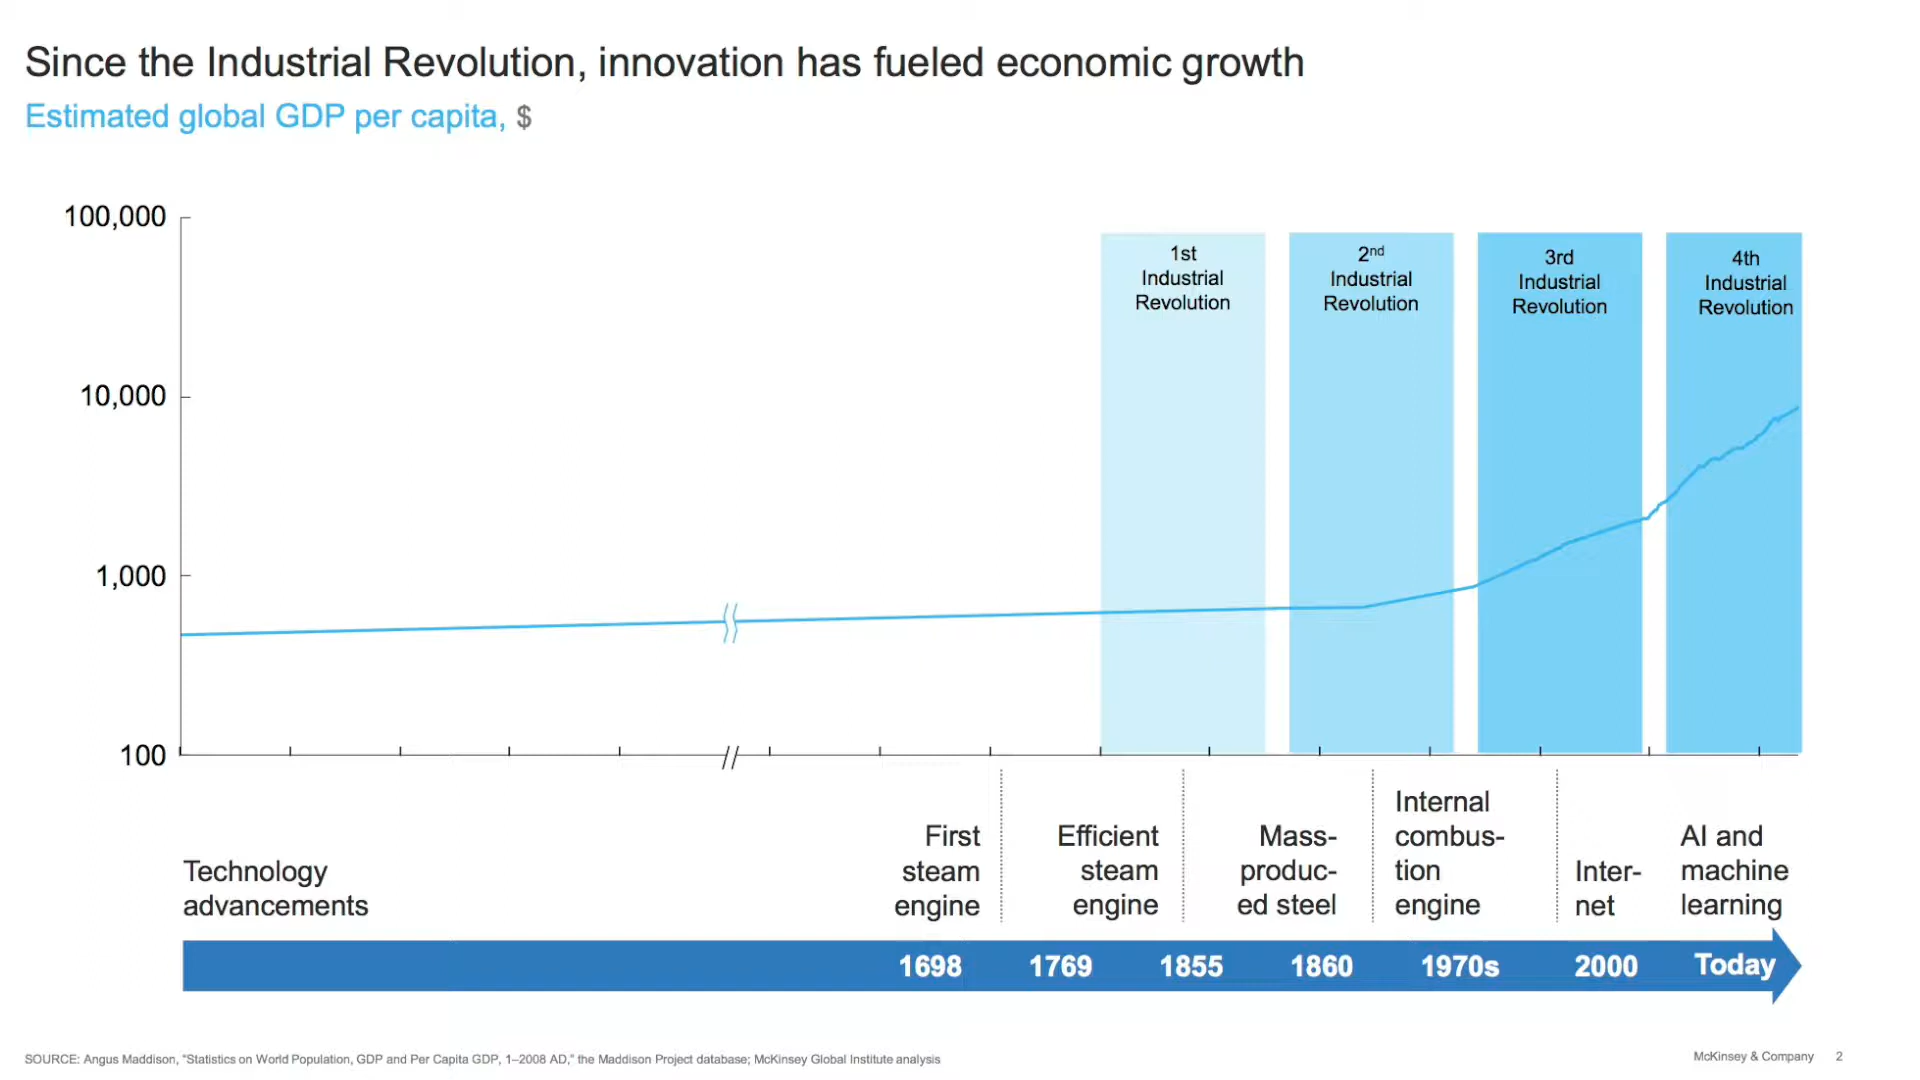 Since the Industrial Revolution, innovation has fueled economic growth
Estimated global GDP per capita, $
100,000
10,000
1,000
100
1st
Industrial
Revolution
2nd
Industrial
Revolution
3rd
Industrial
Revolution
4th
Industrial
Revolution
Technology
advancements
First
steam
engine
Efficient
steam
engine
Mass-
produc-
ed steel
Internal
combus-
tion
engine
Inter-
net
AI and
machine
learning
1698 1769 1855 1860 1970s 2000 Today
SOURCE: Angus Maddison, "Statistics on World Population, GDP and Per Capita GDP, 1–2008 AD," the Maddison Project database; McKinsey Global Institute analysis
McKinsey & Company 2